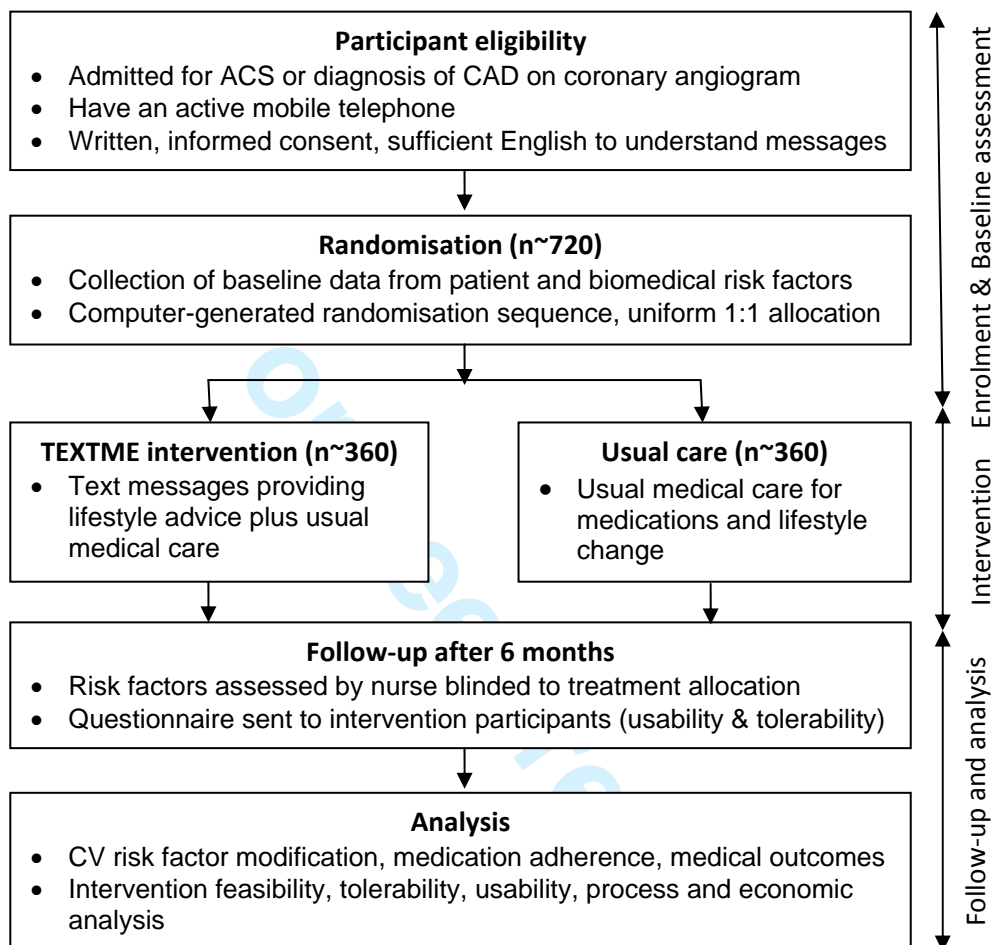 Participant eligibility
• Admitted for ACS or diagnosis of CAD on coronary angiogram
• Have an active mobile telephone
• Written, informed consent, sufficient English to understand messages
Randomisation (n~720)
• Collection of baseline data from patient and biomedical risk factors
• Computer-generated randomisation sequence, uniform 1:1 allocation
Enrolment & Baseline assessment
TEXTME intervention (n~360)
• Text messages providing
lifestyle advice plus usual
medical care
Usual care (n~360)
• Usual medical care for
medications and lifestyle
change
Intervention
Follow-up after 6 months
• Risk factors assessed by nurse blinded to treatment allocation
• Questionnaire sent to intervention participants (usability & tolerability)
Analysis
• CV risk factor modification, medication adherence, medical outcomes
• Intervention feasibility, tolerability, usability, process and economic
analysis
Follow-up and analysis